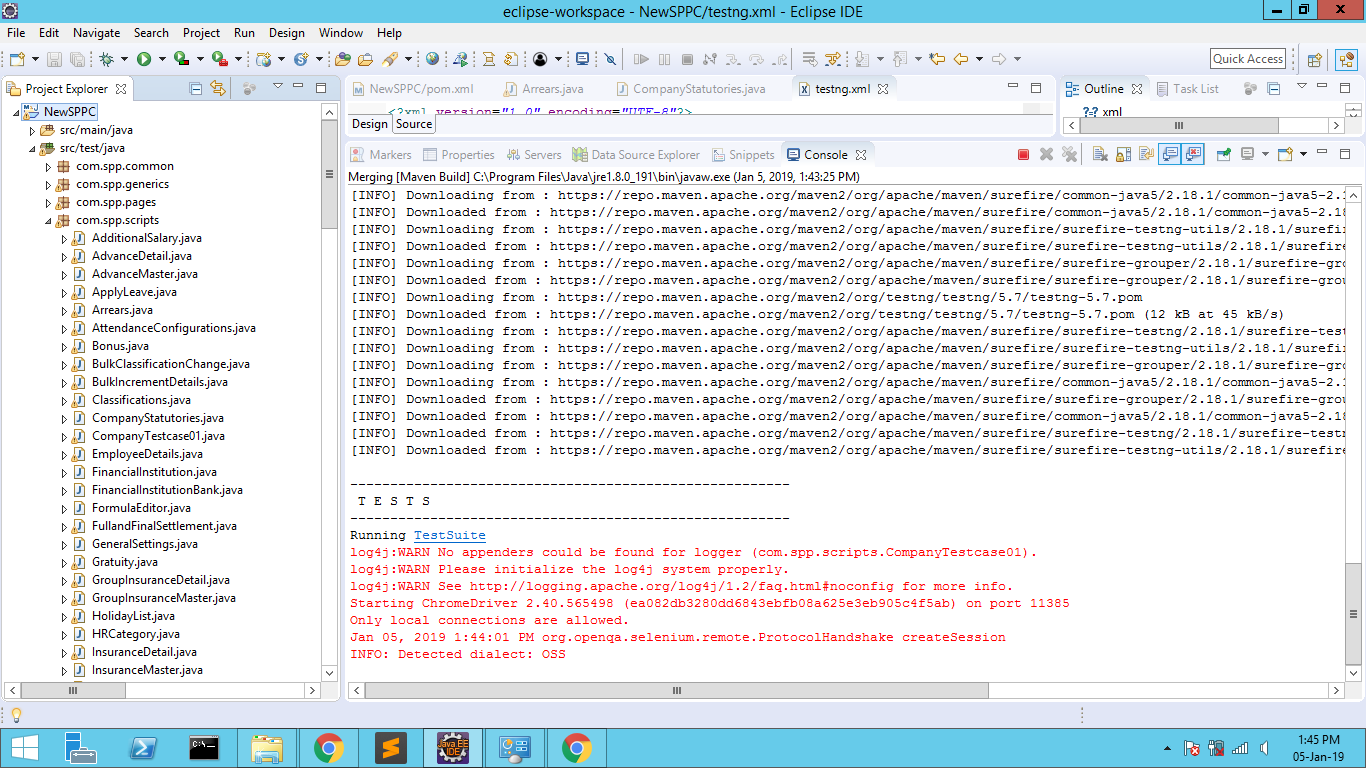 eclipse-workspace - NewSPPC/testng.xml - Eclipse IDE
File Edit Navigate Search Project Run Design Window Help
Quick Access
Project Explorer
NewSPPC
src/main/java
src/test/java
com.spp.common
com.spp.generics
com.spp.pages
com.spp.scripts
AdditionalSalary.java
AdvanceDetail.java
AdvanceMaster.java
ApplyLeave.java
Arrears.java
AttendanceConfigurations.java
Bonus.java
BulkClassificationChange.java
BulkIncrementDetails.java
Classifications.java
CompanyStatutories.java
CompanyTestcase01.java
EmployeeDetails.java
FinancialInstitution.java
FinancialInstitutionBank.java
FormulaEditor.java
FullandFinalSettlement.java
GeneralSettings.java
Gratuity.java
GroupInsuranceDetail.java
GroupInsuranceMaster.java
HolidayList.java
HRCategory.java
InsuranceDetail.java
InsuranceMaster.java
NewSPPC/pom.xml Arrears.java CompanyStatutories.java testng.xml
<?xml version="1.0" encoding="UTF-8"?>
Design Source
Outline Task List
?-? xml
Markers Properties Servers Data Source Explorer Snippets Console
Merging [Maven Build] C:\Program Files\Java\jre1.8.0_191\bin\javaw.exe (Jan 5, 2019, 1:43:25 PM)
[INFO] Downloading from : https://repo.maven.apache.org/maven2/org/apache/maven/surefire/common-java5/2.18.1/common-java5-2.1
[INFO] Downloaded from : https://repo.maven.apache.org/maven2/org/apache/maven/surefire/common-java5/2.18.1/common-java5-2.18
[INFO] Downloading from : https://repo.maven.apache.org/maven2/org/apache/maven/surefire/surefire-testng-utils/2.18.1/surefir
[INFO] Downloaded from : https://repo.maven.apache.org/maven2/org/apache/maven/surefire/surefire-testng-utils/2.18.1/surefire
[INFO] Downloading from : https://repo.maven.apache.org/maven2/org/apache/maven/surefire/surefire-grouper/2.18.1/surefire-gro
[INFO] Downloaded from : https://repo.maven.apache.org/maven2/org/apache/maven/surefire/surefire-grouper/2.18.1/surefire-grou
[INFO] Downloading from : https://repo.maven.apache.org/maven2/org/testng/testng/5.7/testng-5.7.pom
[INFO] Downloaded from : https://repo.maven.apache.org/maven2/org/testng/testng/5.7/testng-5.7.pom (12 kB at 45 kB/s)
[INFO] Downloading from : https://repo.maven.apache.org/maven2/org/apache/maven/surefire/surefire-testng/2.18.1/surefire-test
[INFO] Downloading from : https://repo.maven.apache.org/maven2/org/apache/maven/surefire/surefire-testng-utils/2.18.1/surefir
[INFO] Downloading from : https://repo.maven.apache.org/maven2/org/apache/maven/surefire/surefire-grouper/2.18.1/surefire-gro
[INFO] Downloading from : https://repo.maven.apache.org/maven2/org/apache/maven/surefire/common-java5/2.18.1/common-java5-2.1
[INFO] Downloaded from : https://repo.maven.apache.org/maven2/org/apache/maven/surefire/surefire-grouper/2.18.1/surefire-grou
[INFO] Downloaded from : https://repo.maven.apache.org/maven2/org/apache/maven/surefire/common-java5/2.18.1/common-java5-2.18
[INFO] Downloaded from : https://repo.maven.apache.org/maven2/org/apache/maven/surefire/surefire-testng/2.18.1/surefire-testn
[INFO] Downloaded from : https://repo.maven.apache.org/maven2/org/apache/maven/surefire/surefire-testng-utils/2.18.1/surefire
-------------------------------------------------------
T E S T S
-------------------------------------------------------
Running TestSuite
log4j:WARN No appenders could be found for logger (com.spp.scripts.CompanyTestcase01).
log4j:WARN Please initialize the log4j system properly.
log4j:WARN See http://logging.apache.org/log4j/1.2/faq.html#noconfig for more info.
Starting ChromeDriver 2.40.565498 (ea082db3280dd6843ebfb08a625e3eb905c4f5ab) on port 11385
Only local connections are allowed.
Jan 05, 2019 1:44:01 PM org.openqa.selenium.remote.ProtocolHandshake createSession
INFO: Detected dialect: OSS
Java EE
IDE
1:45 PM
05-Jan-19